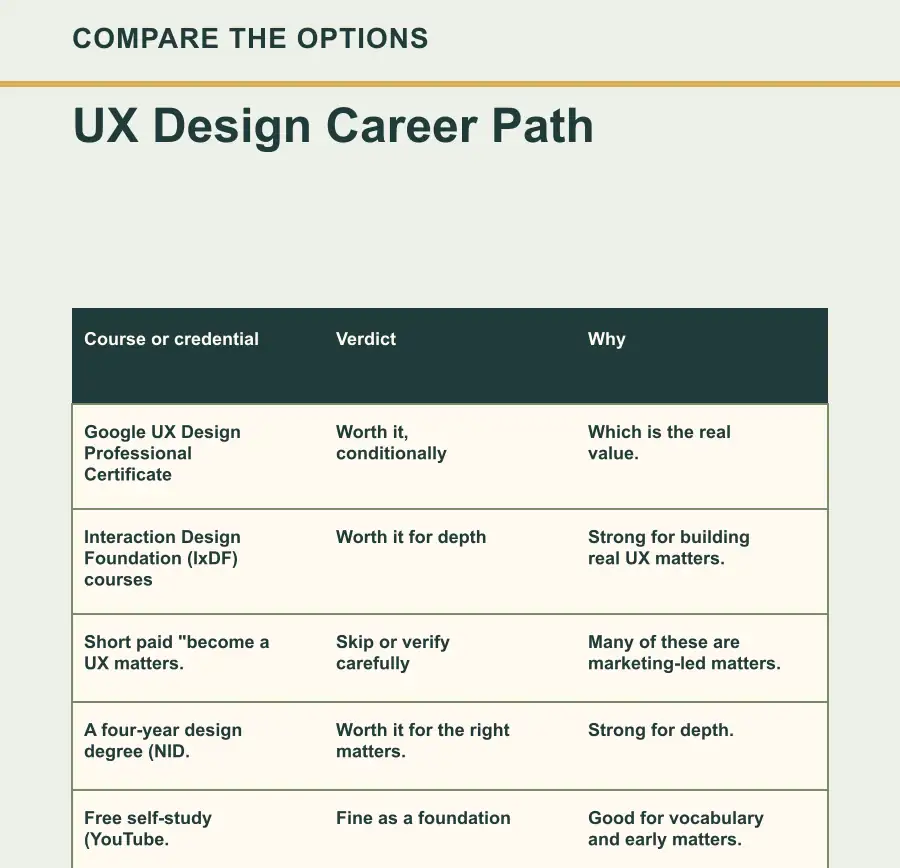 COMPARE THE OPTIONS
UX Design Career Path
Course or credential
Verdict
Why
Google UX Design
Professional
Certificate
Worth it,
conditionally
Which is the real
value.
Interaction Design
Foundation (IxDF)
courses
Worth it for depth
Strong for building
real UX matters.
Short paid "become a
UX matters.
Skip or verify
carefully
Many of these are
marketing-led matters.
A four-year design
degree (NID.
Worth it for the right
matters.
Strong for depth.
Free self-study
(YouTube.
Fine as a foundation
Good for vocabulary
and early matters.